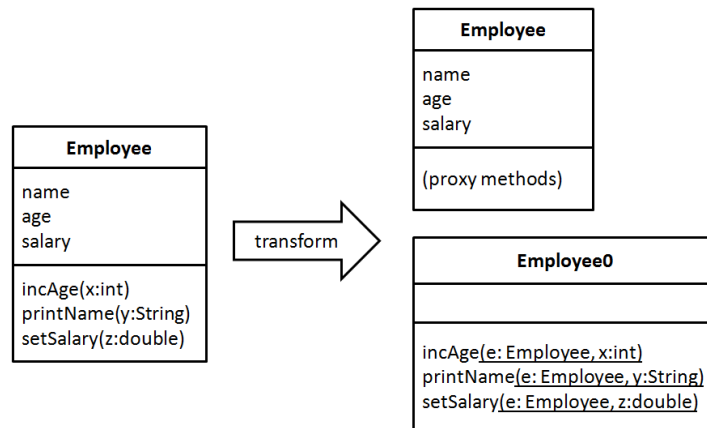 Employee
name
age
salary
incAge(x:int)
printName(y:String)
setSalary(z:double)
transform
Employee
name
age
salary
(proxy methods)
Employee0
incAge(e: Employee, x:int)
printName(e: Employee, y:String)
setSalary(e: Employee, z:double)